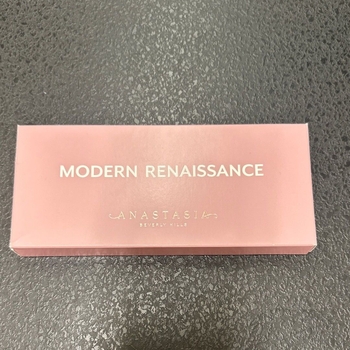 MODERN RENAISSANCE
ANASTASIA
BEVERLY HILLS